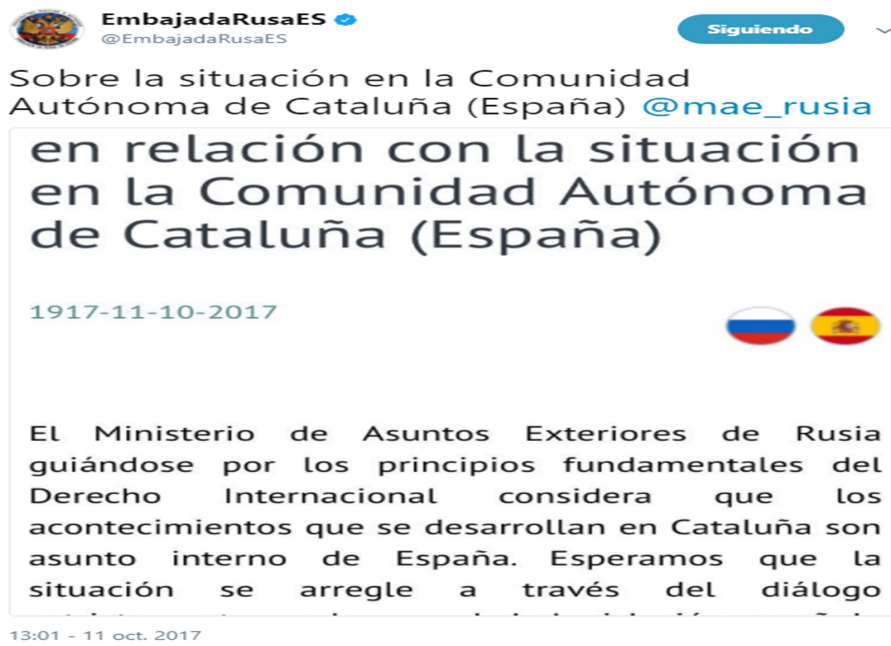 EmbajadaRusaES
@EmbajadaRusaES
Siguiendo
Sobre la situación en la Comunidad
Autónoma de Cataluña (España) @mae_rusia
en relación con la situación
en la Comunidad Autónoma
de Cataluña (España)
1917-11-10-2017
El Ministerio de Asuntos Exteriores de Rusia
guiándose por los principios fundamentales del
Derecho Internacional considera que los
acontecimientos que se desarrollan en Cataluña son
asunto interno de España. Esperamos que la
situación se arregle a través del diálogo
13:01 - 11 oct. 2017